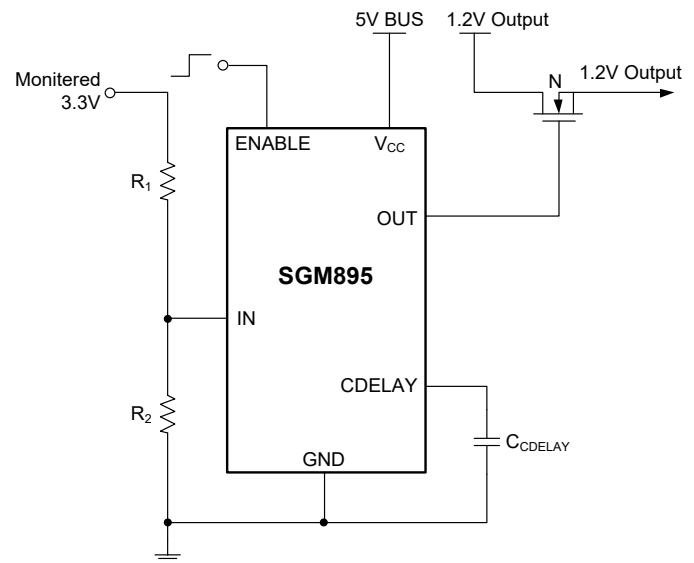 5V BUS
1.2V Output
Monitered
3.3V
N
1.2V Output
ENABLE
VCC
R1
OUT
SGM895
IN
CDELAY
R2
CCDELAY
GND